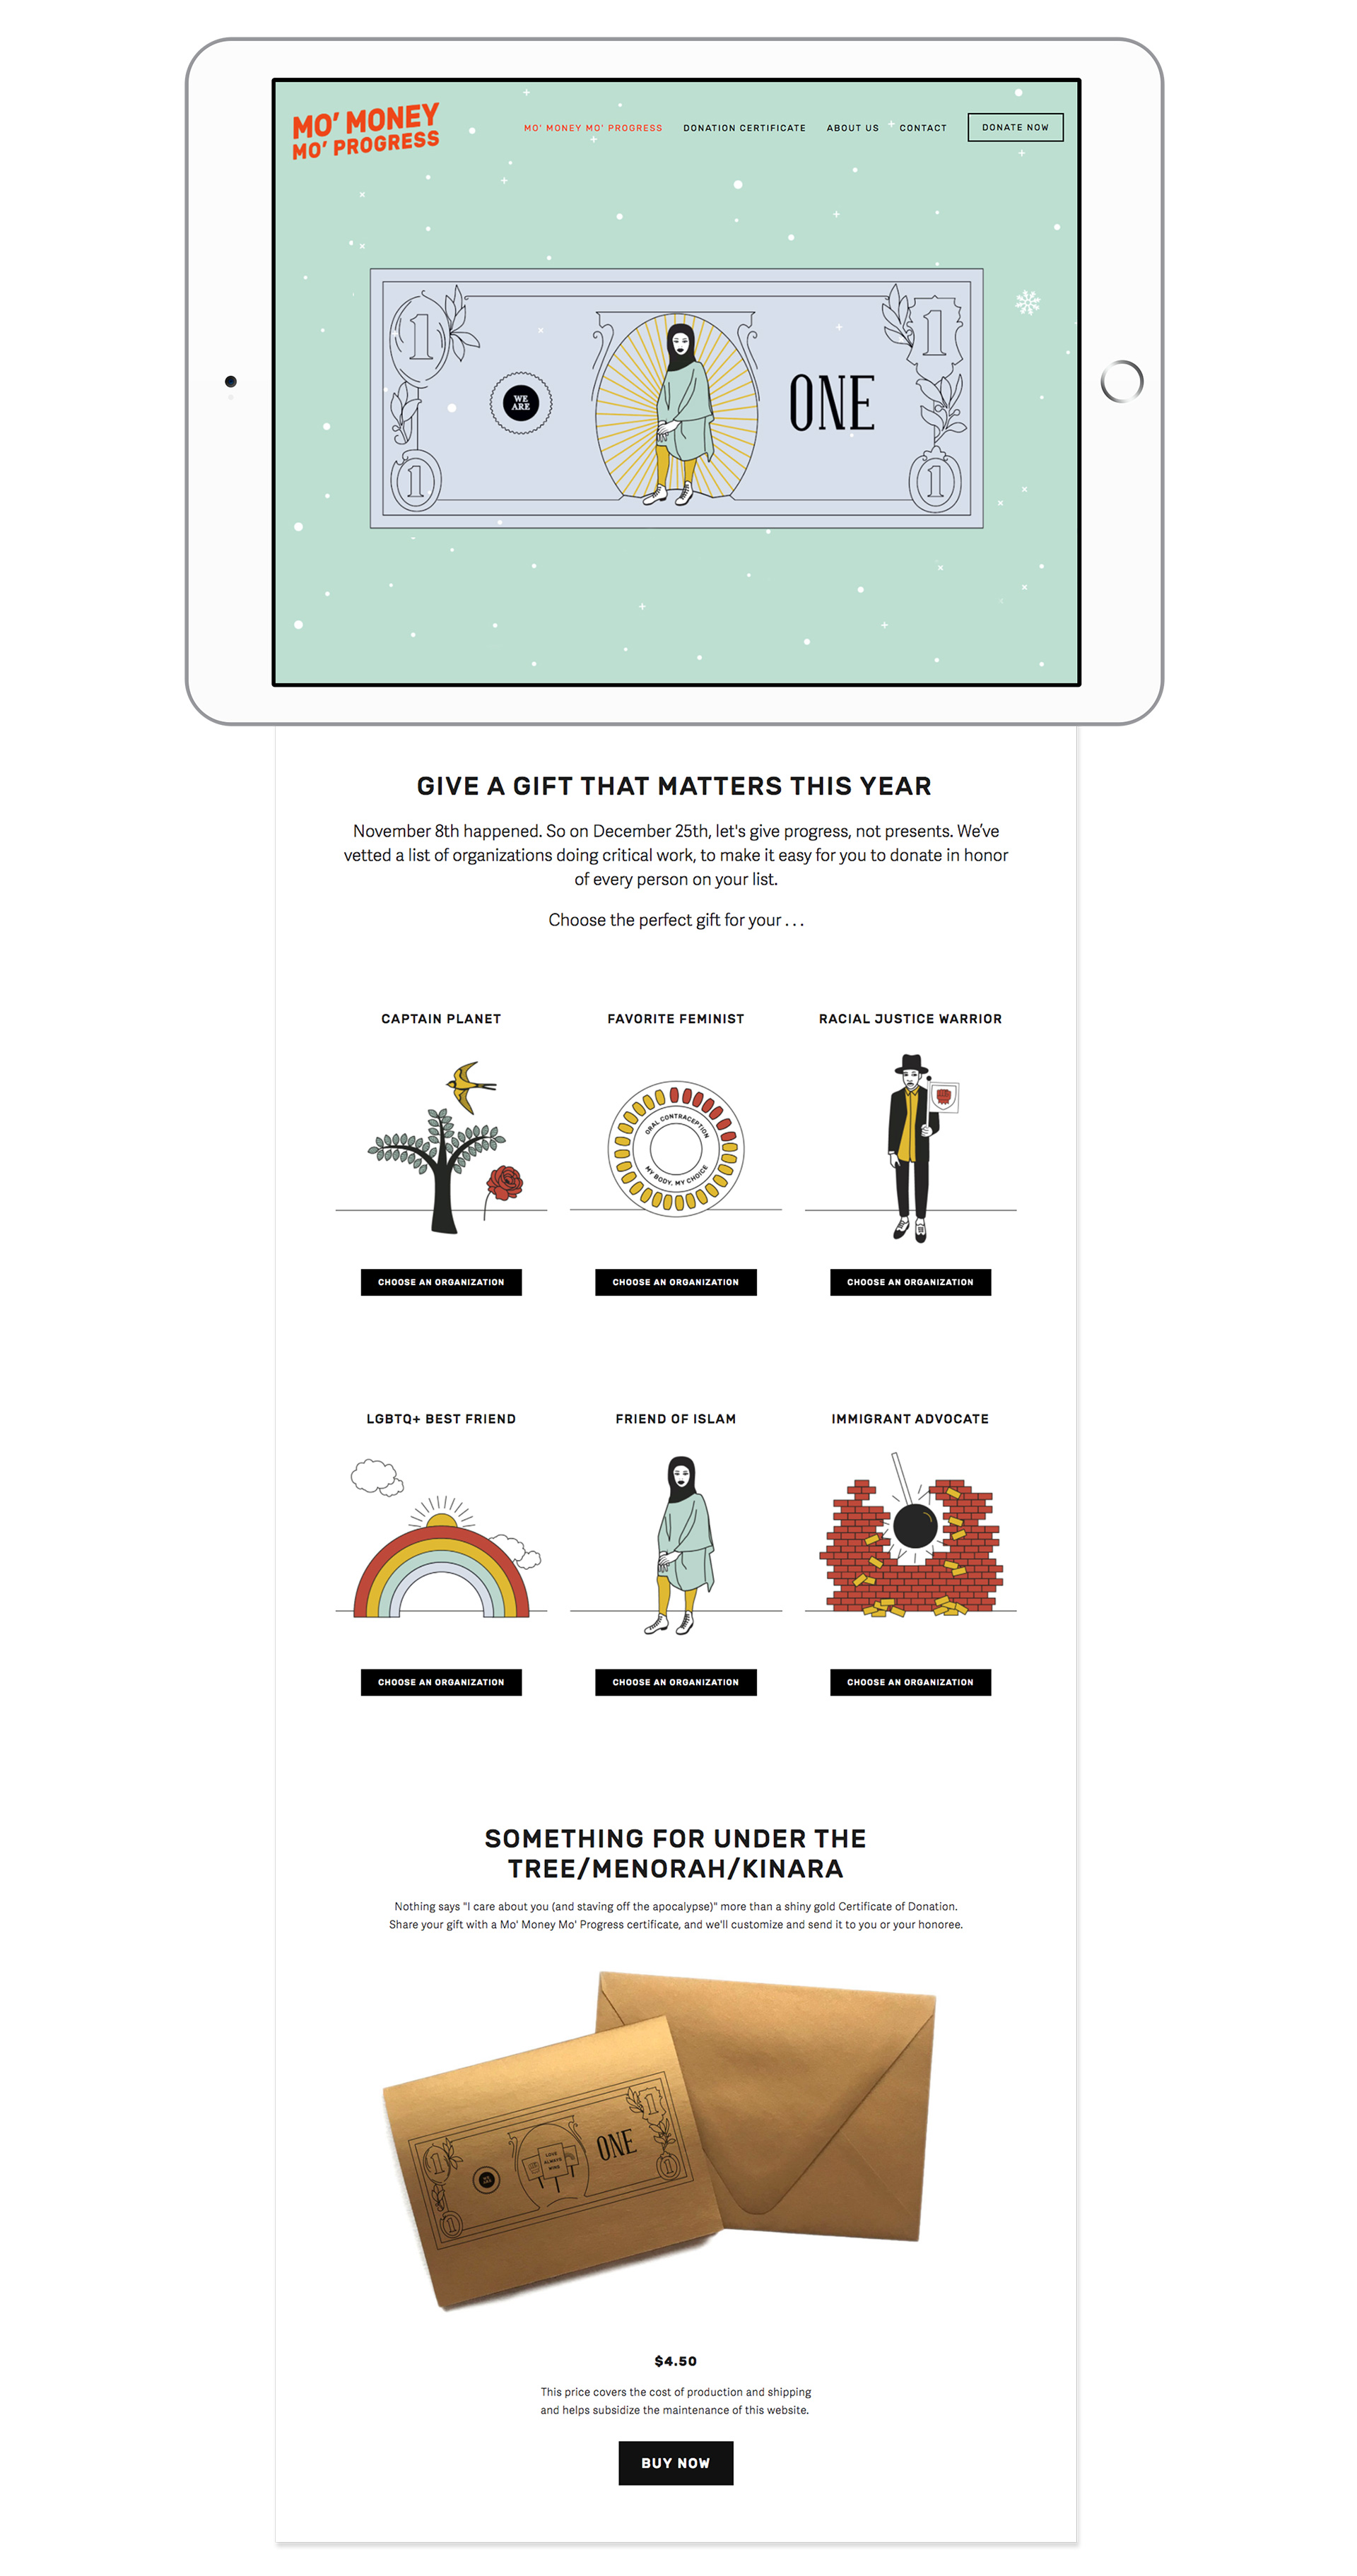 MO' MONEY
MO' PROGRESS
MO' MONEY MO' PROGRESS
DONATION CERTIFICATE
ABOUT US
CONTACT
DONATE NOW
1
1
WE
ARE
ONE
1
1
GIVE A GIFT THAT MATTERS THIS YEAR
November 8th happened. So on December 25th, let's give progress, not presents. We've
vetted a list of organizations doing critical work, to make it easy for you to donate in honor
of every person on your list.
Choose the perfect gift for your . . .
CAPTAIN PLANET
FAVORITE FEMINIST
RACIAL JUSTICE WARRIOR
ORAL CONTRACEPTION
MY BODY. MY CHOICE
CHOOSE AN ORGANIZATION
CHOOSE AN ORGANIZATION
CHOOSE AN ORGANIZATION
LGBTQ+ BEST FRIEND
FRIEND OF ISLAM
IMMIGRANT ADVOCATE
CHOOSE AN ORGANIZATION
CHOOSE AN ORGANIZATION
CHOOSE AN ORGANIZATION
SOMETHING FOR UNDER THE
TREE/MENORAH/KINARA
Nothing says "I care about you (and staving off the apocalypse)" more than a shiny gold Certificate of Donation.
Share your gift with a Mo' Money Mo' Progress certificate, and we'll customize and send it to you or your honoree.
1
1
WE
ARE
LOVE
ALWAYS
WINS
ONE
1
1
$4.50
This price covers the cost of production and shipping
and helps subsidize the maintenance of this website.
BUY NOW